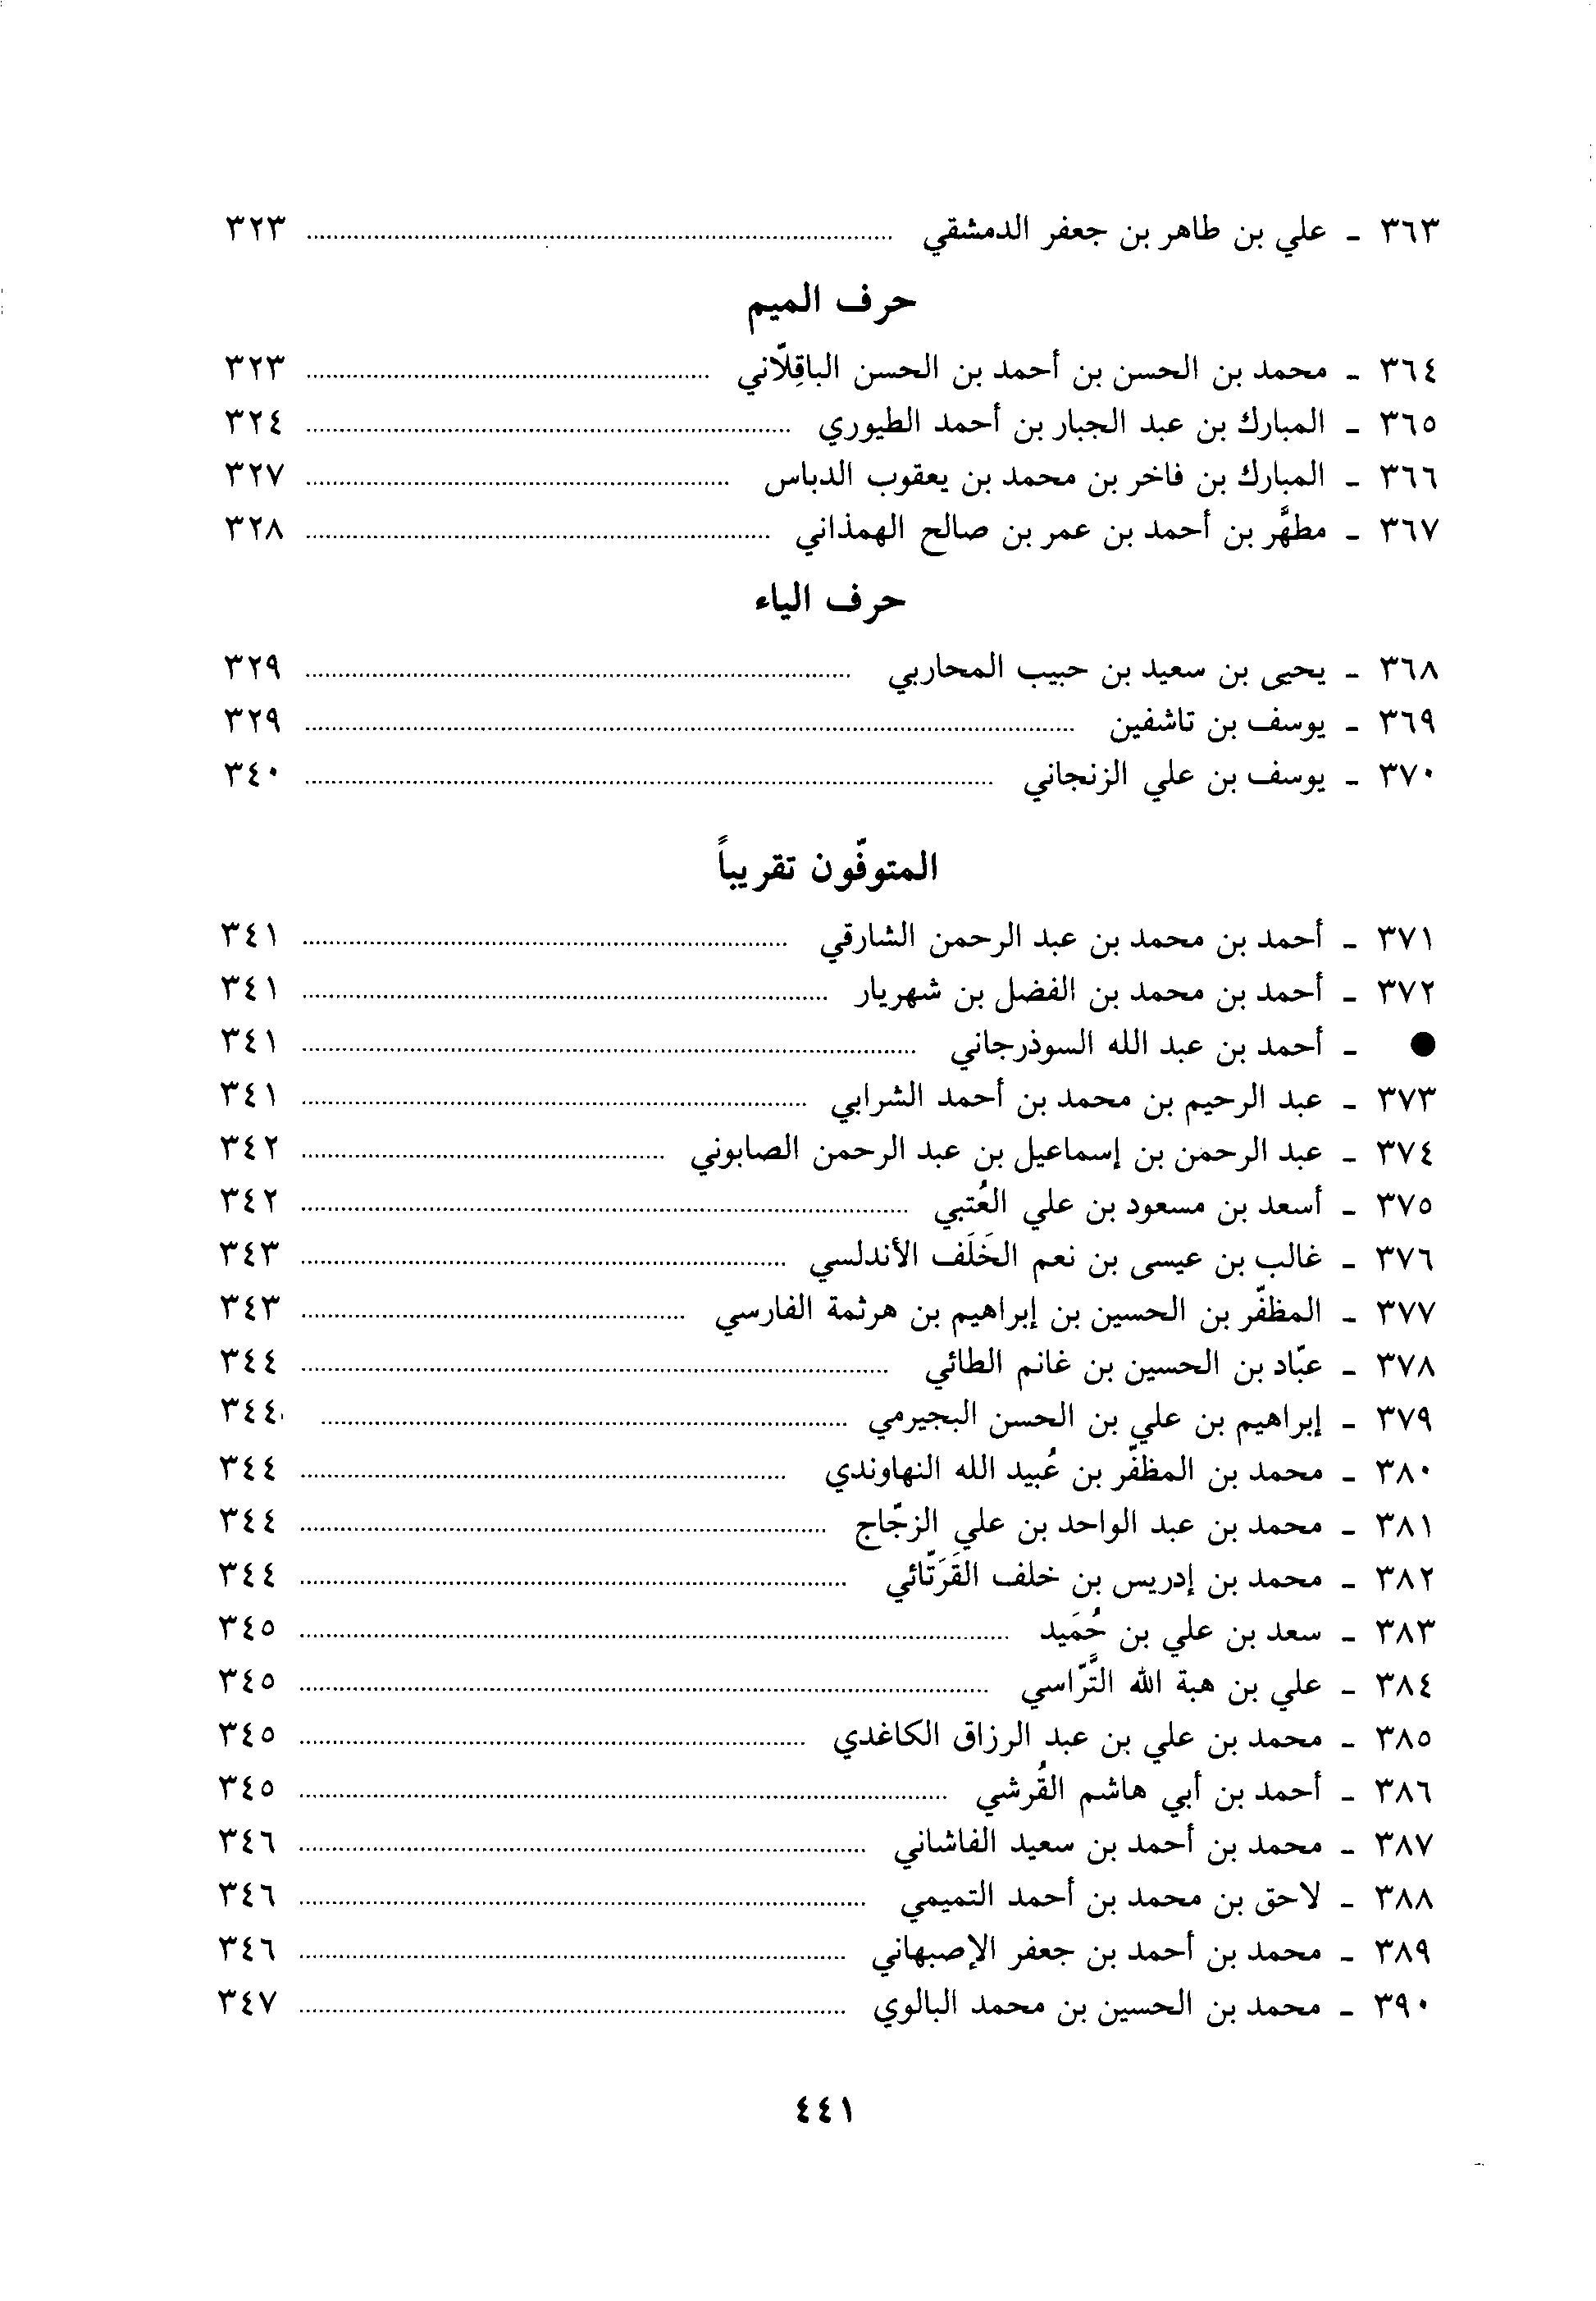 ٣٦٣ - علي بن طاهر بن جعفر الدمشقي ........ ٣٢٣
حرف الميم
٣٦٤ - محمد بن الحسن بن أحمد بن الحسن الباقِلّاني ........ ٣٢٣
٣٦٥ - المبارك بن عبد الجبار بن أحمد الطيوري ........ ٣٢٤
٣٦٦ - المبارك بن فاخر بن محمد بن يعقوب الدباس ........ ٣٢٧
٣٦٧ - مطهَّر بن أحمد بن عمر بن صالح الهمذاني ........ ٣٢٨
حرف الياء
٣٦٨ - يحيى بن سعيد بن حبيب المحاربي ........ ٣٢٩
٣٦٩ - يوسف بن تاشفين ........ ٣٢٩
٣٧٠ - يوسف بن علي الزنجاني ........ ٣٤٠
المتوفّون تقريباً
٣٧١ - أحمد بن محمد بن عبد الرحمن الشارقي ........ ٣٤١
٣٧٢ - أحمد بن محمد بن الفضل بن شهريار ........ ٣٤١
● - أحمد بن عبد الله السوذرجاني ........ ٣٤١
٣٧٣ - عبد الرحيم بن محمد بن أحمد الشرابي ........ ٣٤١
٣٧٤ - عبد الرحمن بن إسماعيل بن عبد الرحمن الصابوني ........ ٣٤٢
٣٧٥ - أسعد بن مسعود بن علي العُتبي ........ ٣٤٢
٣٧٦ - غالب بن عيسى بن نعم الخَلَف الأندلسي ........ ٣٤٣
٣٧٧ - المظفّر بن الحسين بن إبراهيم بن هرثمة الفارسي ........ ٣٤٣
٣٧٨ - عبّاد بن الحسين بن غانم الطائي ........ ٣٤٤
٣٧٩ - إبراهيم بن علي بن الحسن البجيرمي ........ ٣٤٤
٣٨٠ - محمد بن المظفّر بن عُبيد الله النهاوندي ........ ٣٤٤
٣٨١ - محمد بن عبد الواحد بن علي الزجّاج ........ ٣٤٤
٣٨٢ - محمد بن إدريس بن خلف القَرَتّائي ........ ٣٤٤
٣٨٣ - سعد بن علي بن حُمَيد ........ ٣٤٥
٣٨٤ - علي بن هبة الله التَّرّاسي ........ ٣٤٥
٣٨٥ - محمد بن علي بن عبد الرزاق الكاغدي ........ ٣٤٥
٣٨٦ - أحمد بن أبي هاشم القُرشي ........ ٣٤٥
٣٨٧ - محمد بن أحمد بن سعيد الفاشاني ........ ٣٤٦
٣٨٨ - لاحق بن محمد بن أحمد التميمي ........ ٣٤٦
٣٨٩ - محمد بن أحمد بن جعفر الإصبهاني ........ ٣٤٦
٣٩٠ - محمد بن الحسين بن محمد البالوي ........ ٣٤٧
٤٤١